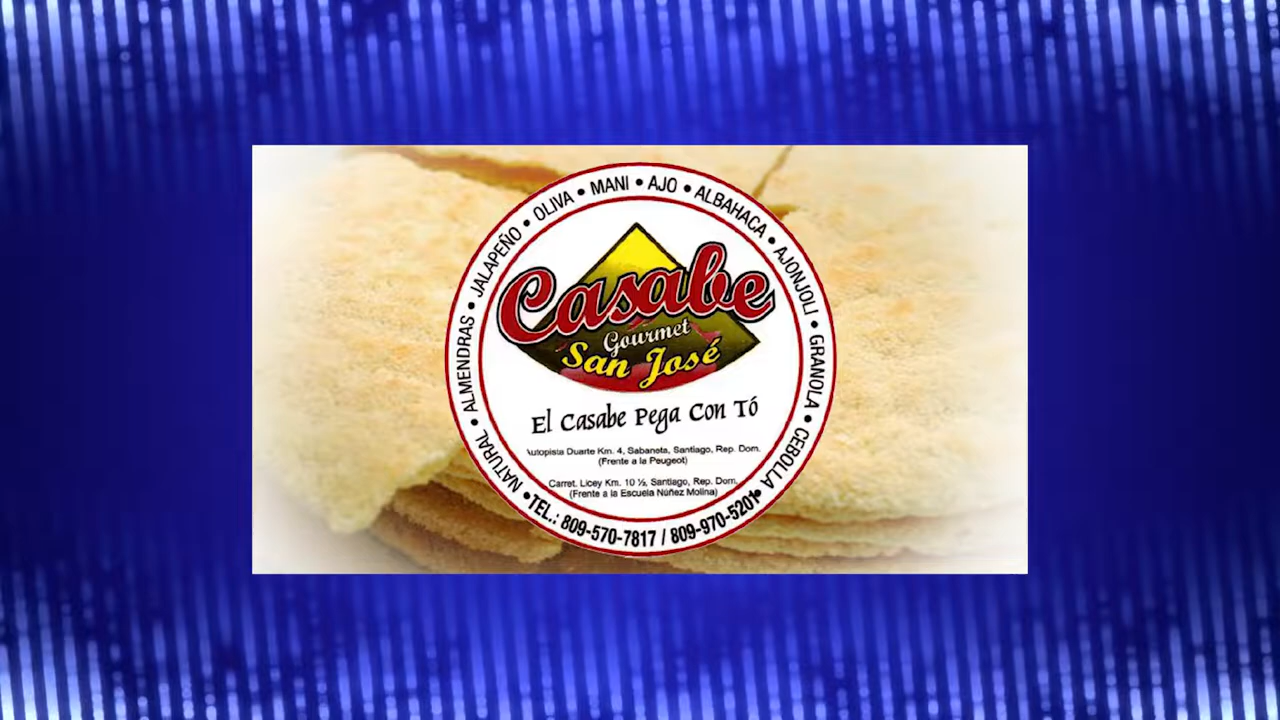 NATURAL • ALMENDRAS • JALAPEÑO • OLIVA • MANI • AJO • ALBAHACA • AJONJOLI • GRANOLA • CEBOLLA
Casabe
Gourmet
San José
El Casabe Pega Con Tó
utopista Duarte Km. 4, Sabaneta, Santiago, Rep. Dom.
(Frente a la Peugeot)
Carret. Licey Km. 10 ½, Santiago, Rep. Dom.
(Frente a la Escuela Núñez Molina)
•TEL.: 809-570-7817 / 809-970-5201•